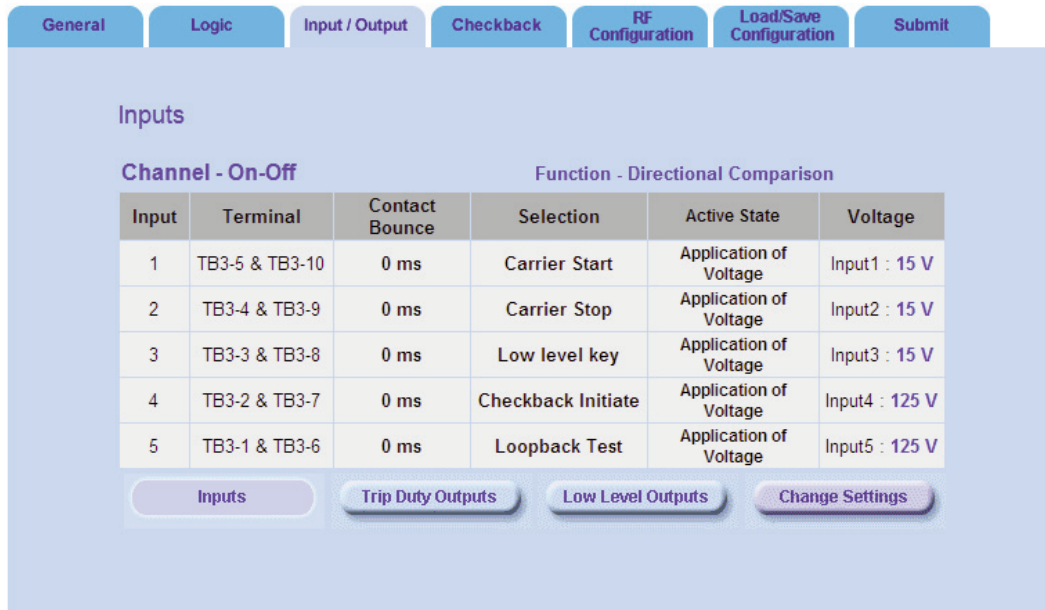 General Logic Input / Output Checkback RF Configuration Load/Save Configuration Submit
Inputs
Channel - On-Off Function - Directional Comparison
Input Terminal Contact Bounce Selection Active State Voltage
1 TB3-5 & TB3-10 0 ms Carrier Start Application of Voltage Input1 : 15 V
2 TB3-4 & TB3-9 0 ms Carrier Stop Application of Voltage Input2 : 15 V
3 TB3-3 & TB3-8 0 ms Low level key Application of Voltage Input3 : 15 V
4 TB3-2 & TB3-7 0 ms Checkback Initiate Application of Voltage Input4 : 125 V
5 TB3-1 & TB3-6 0 ms Loopback Test Application of Voltage Input5 : 125 V
Inputs Trip Duty Outputs Low Level Outputs Change Settings